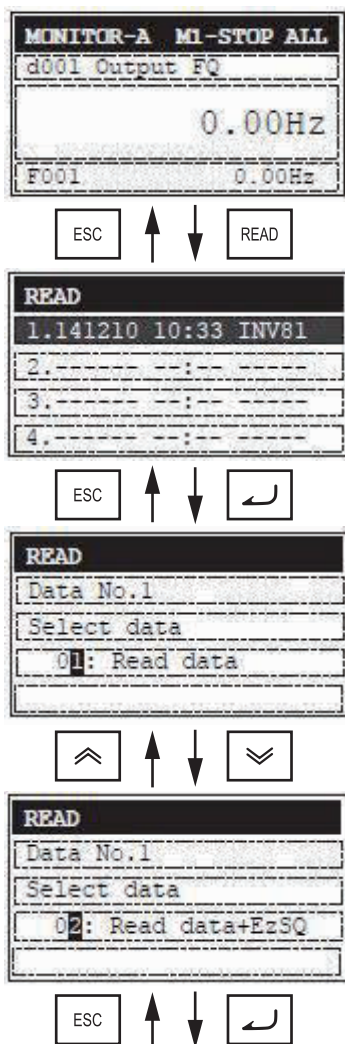 MONITOR-A M1-STOP ALL
d001 Output FQ
0.00Hz
F001 0.00Hz
ESC READ
READ
1.141210 10:33 INV81
2.------ --:-- -----
3.------ --:-- -----
4.------ --:-- -----
ESC
READ
Data No.1
Select data
01: Read data
READ
Data No.1
Select data
02: Read data+EzSQ
ESC